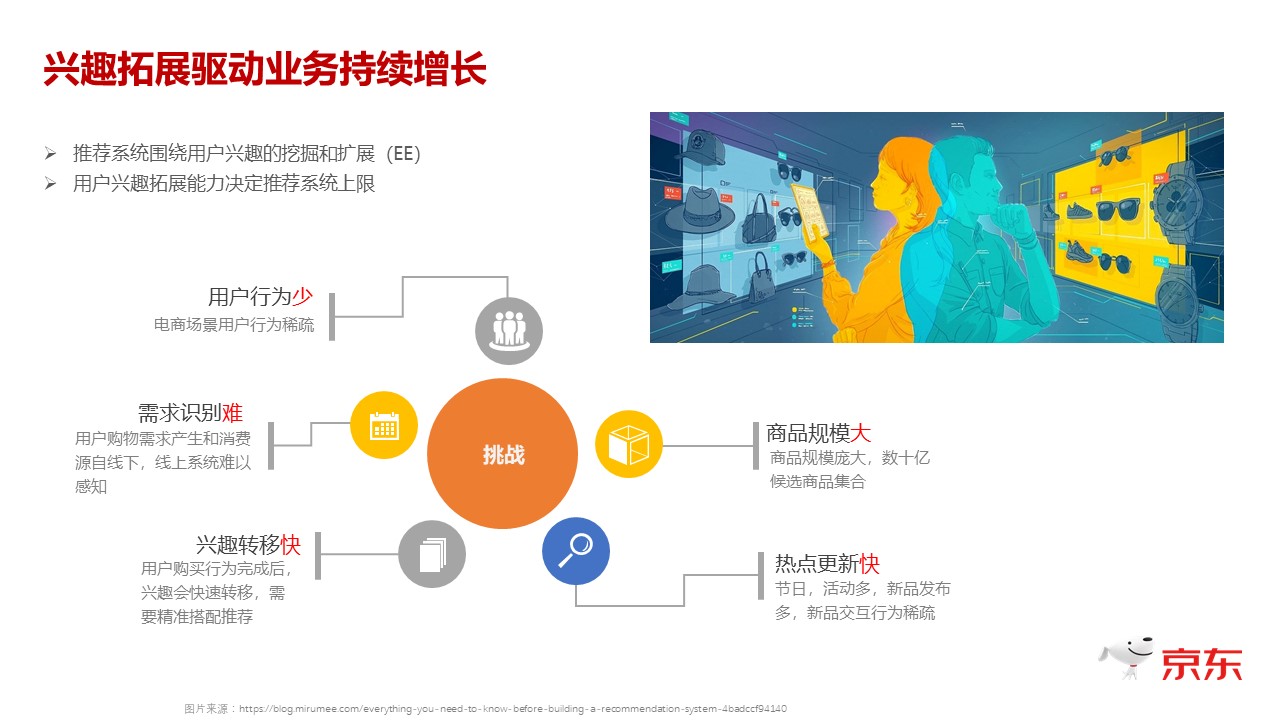 兴趣拓展驱动业务持续增长
推荐系统围绕用户兴趣的挖掘和扩展（EE）
用户兴趣拓展能力决定推荐系统上限
用户行为少
电商场景用户行为稀疏
需求识别难
用户购物需求产生和消费
源自线下，线上系统难以
感知
兴趣转移快
用户购买行为完成后，
兴趣会快速转移，需
要精准搭配推荐
挑战
商品规模大
商品规模庞大，数十亿
候选商品集合
热点更新快
节日，活动多，新品发布
多，新品交互行为稀疏
京东
图片来源：https://blog.mirumee.com/everything-you-need-to-know-before-building-a-recommendation-system-4badccf94140